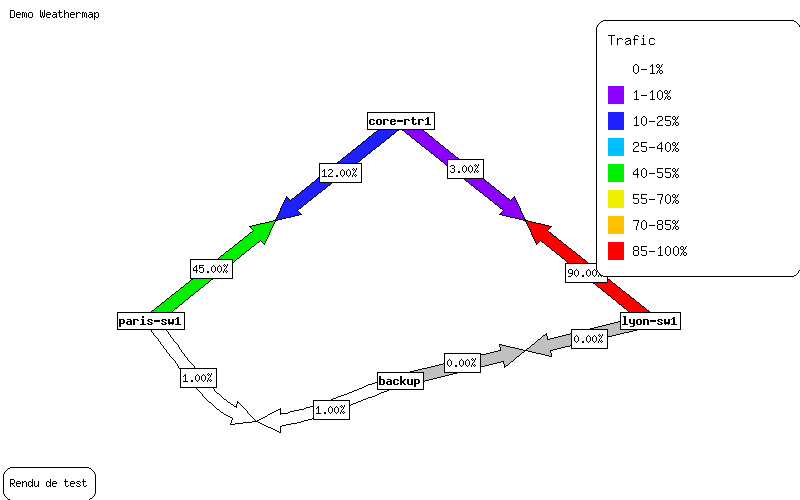 Demo Weathermap
Trafic
0-1%
1-10%
10-25%
25-40%
40-55%
55-70%
70-85%
85-100%
core-rtr1
12.00%
3.00%
45.00%
90.00%
paris-sw1
lyon-sw1
0.00%
0.00%
1.00%
backup
1.00%
Rendu de test